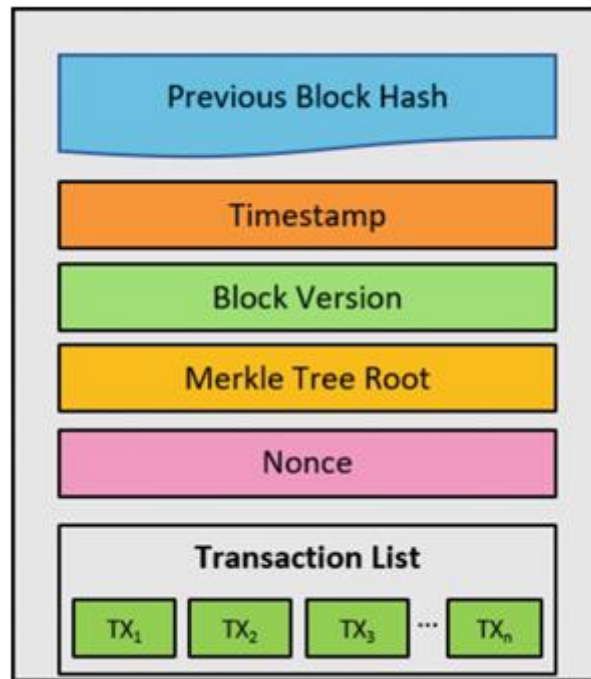 Previous Block Hash
Timestamp
Block Version
Merkle Tree Root
Nonce
Transaction List
TX₁ TX₂ TX₃ ... TXₙ